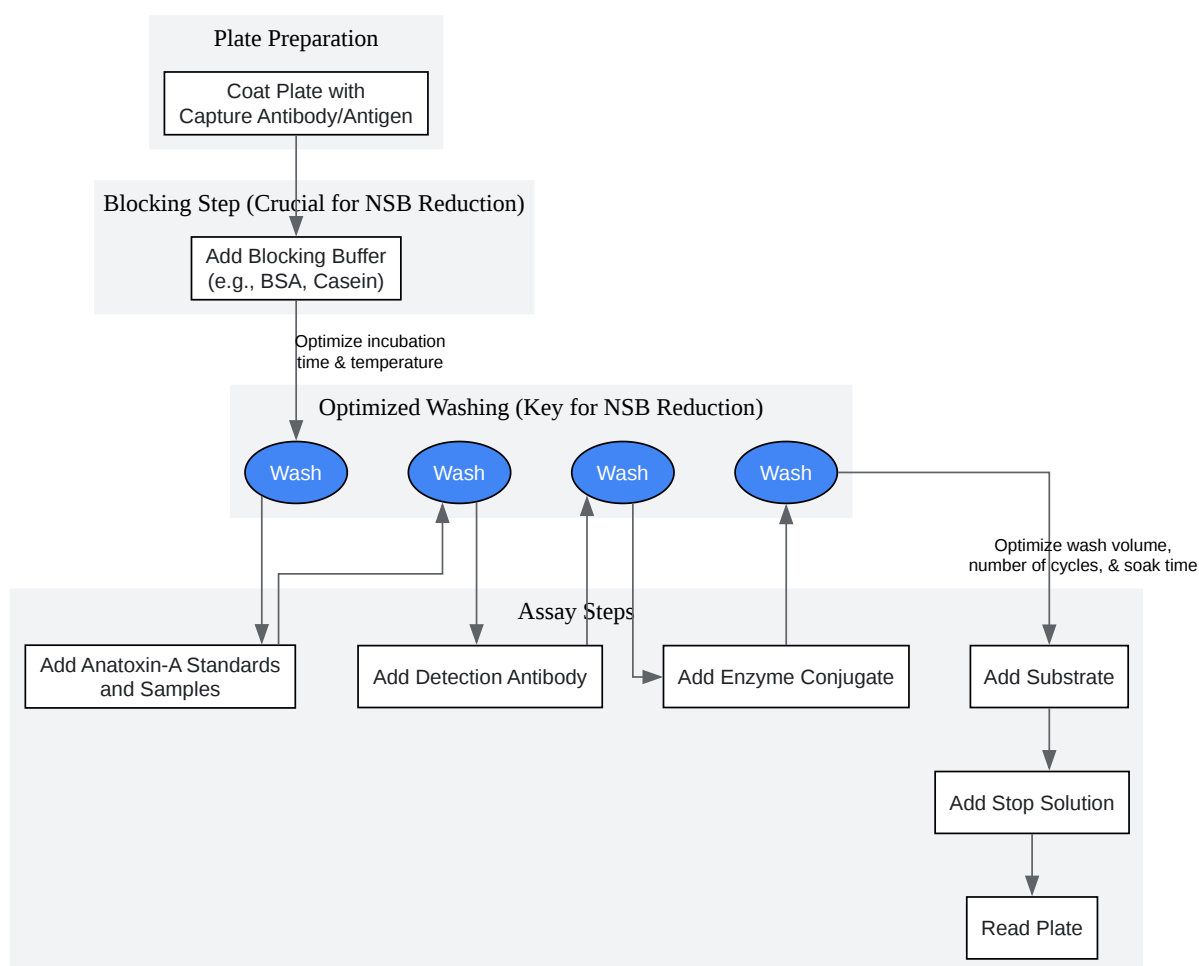 Plate Preparation
Coat Plate with
Capture Antibody/Antigen
Blocking Step (Crucial for NSB Reduction)
Add Blocking Buffer
(e.g., BSA, Casein)
Optimize incubation
time & temperature
Optimized Washing (Key for NSB Reduction)
Wash
Wash
Wash
Wash
Optimize wash volume,
number of cycles, & soak time
Assay Steps
Add Anatoxin-A Standards
and Samples
Add Detection Antibody
Add Enzyme Conjugate
Add Substrate
Add Stop Solution
Read Plate